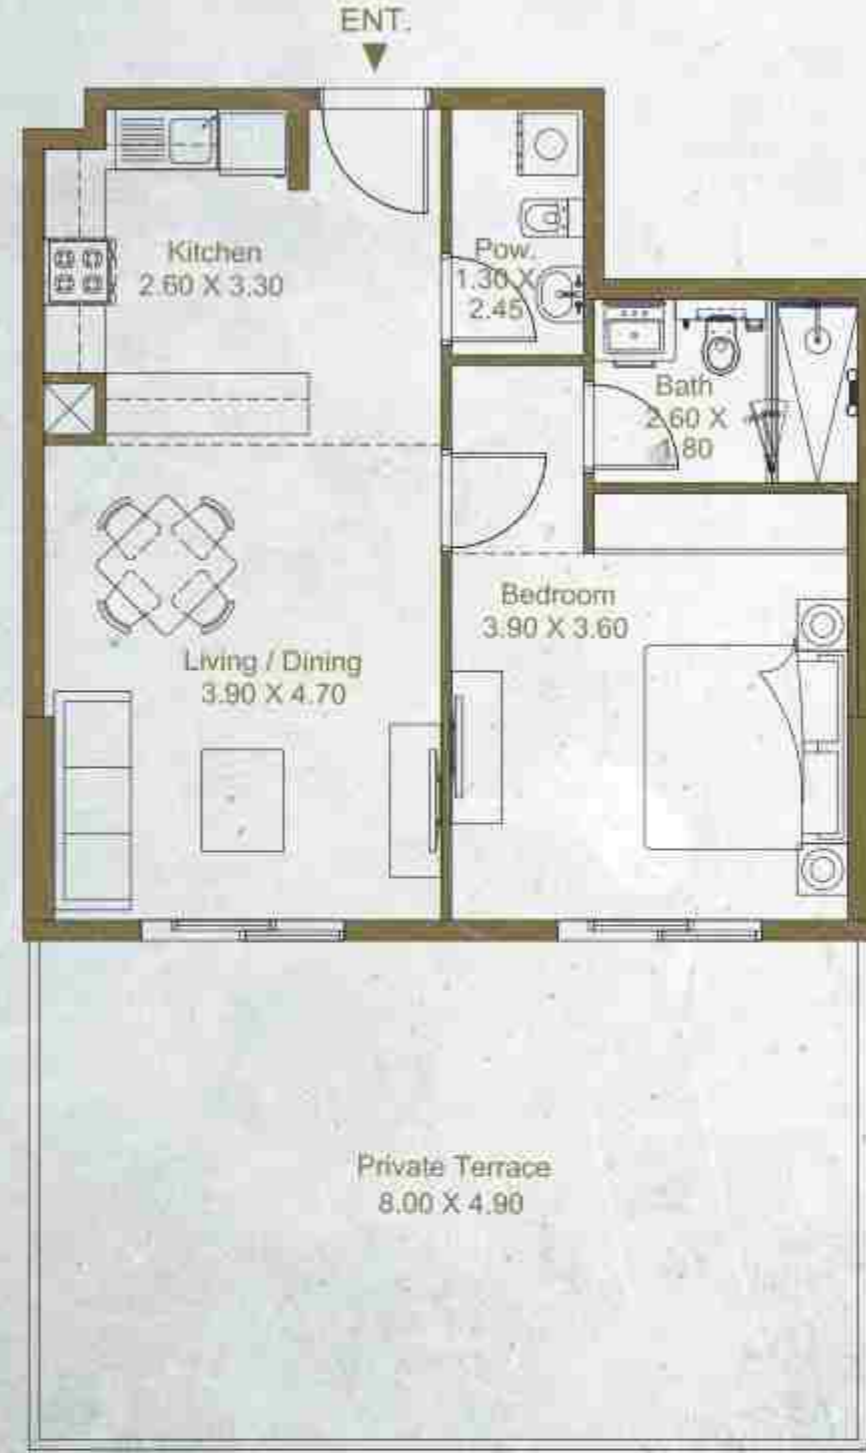 ENT.
Kitchen
2.60 X 3.30
Pow.
1.30 X
2.45
Bath
2.60 X
1.80
Bedroom
3.90 X 3.60
Living / Dining
3.90 X 4.70
Private Terrace
8.00 X 4.90